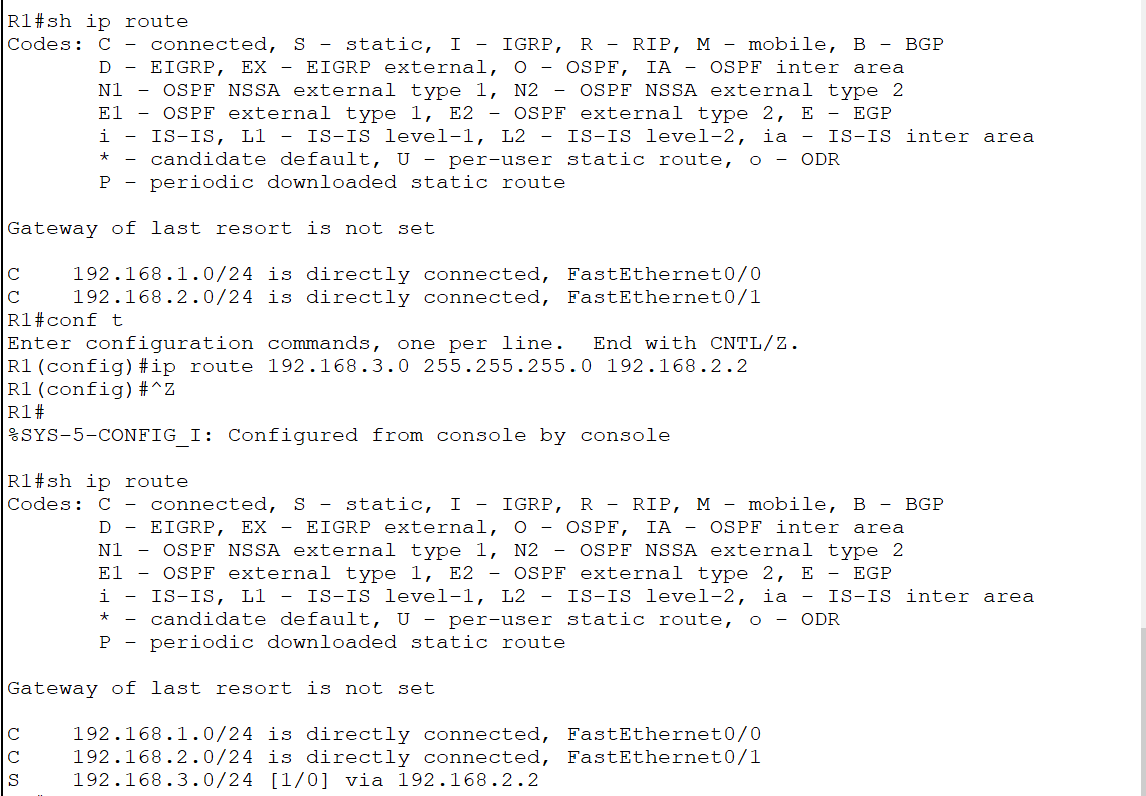 R1#sh ip route
Codes: C - connected, S - static, I - IGRP, R - RIP, M - mobile, B - BGP
       D - EIGRP, EX - EIGRP external, O - OSPF, IA - OSPF inter area
       N1 - OSPF NSSA external type 1, N2 - OSPF NSSA external type 2
       E1 - OSPF external type 1, E2 - OSPF external type 2, E - EGP
       i - IS-IS, L1 - IS-IS level-1, L2 - IS-IS level-2, ia - IS-IS inter area
       * - candidate default, U - per-user static route, o - ODR
       P - periodic downloaded static route

Gateway of last resort is not set

C    192.168.1.0/24 is directly connected, FastEthernet0/0
C    192.168.2.0/24 is directly connected, FastEthernet0/1
R1#conf t
Enter configuration commands, one per line.  End with CNTL/Z.
R1(config)#ip route 192.168.3.0 255.255.255.0 192.168.2.2
R1(config)#^Z
R1#
%SYS-5-CONFIG_I: Configured from console by console

R1#sh ip route
Codes: C - connected, S - static, I - IGRP, R - RIP, M - mobile, B - BGP
       D - EIGRP, EX - EIGRP external, O - OSPF, IA - OSPF inter area
       N1 - OSPF NSSA external type 1, N2 - OSPF NSSA external type 2
       E1 - OSPF external type 1, E2 - OSPF external type 2, E - EGP
       i - IS-IS, L1 - IS-IS level-1, L2 - IS-IS level-2, ia - IS-IS inter area
       * - candidate default, U - per-user static route, o - ODR
       P - periodic downloaded static route

Gateway of last resort is not set

C    192.168.1.0/24 is directly connected, FastEthernet0/0
C    192.168.2.0/24 is directly connected, FastEthernet0/1
S    192.168.3.0/24 [1/0] via 192.168.2.2